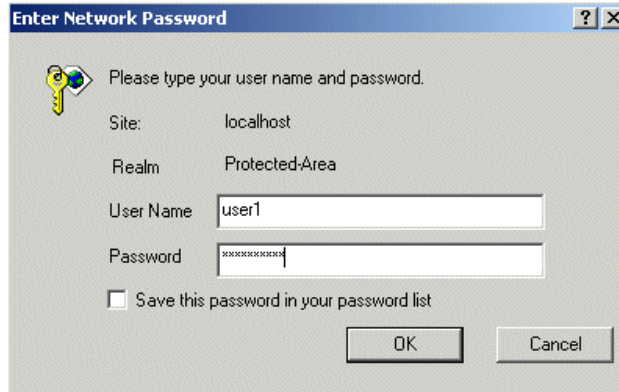 Enter Network Password
Please type your user name and password.
Site: localhost
Realm Protected-Area
User Name user1
Password **********
Save this password in your password list
OK Cancel